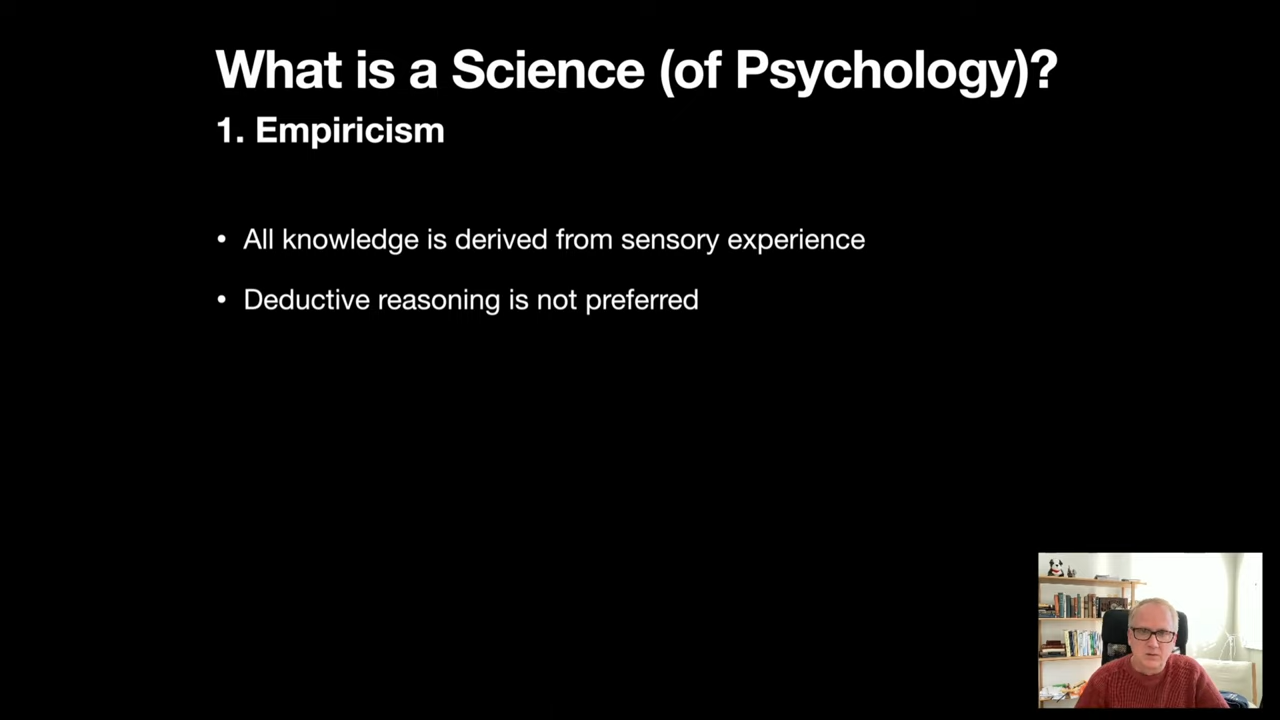 What is a Science (of Psychology)?
1. Empiricism
• All knowledge is derived from sensory experience
• Deductive reasoning is not preferred